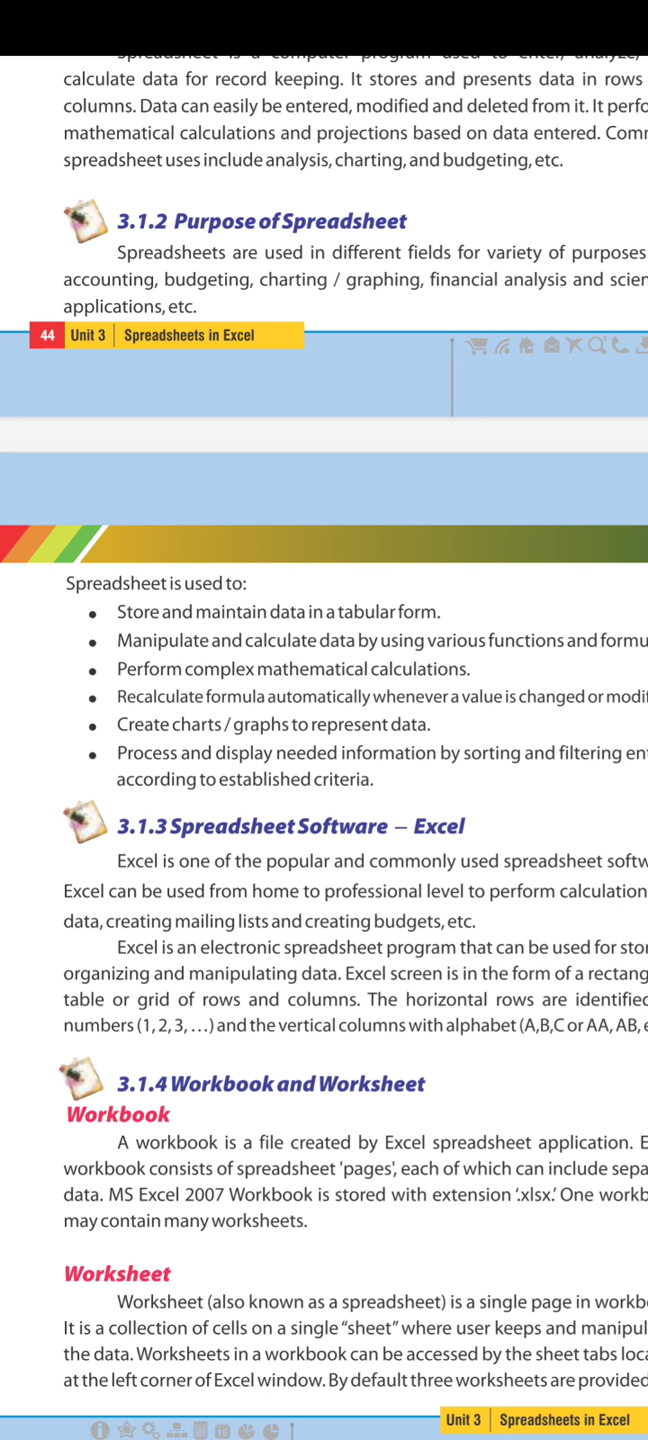 Spreadsheet is a computer program used to enter, analyze,
calculate data for record keeping. It stores and presents data in rows
columns. Data can easily be entered, modified and deleted from it. It perfo
mathematical calculations and projections based on data entered. Com
spreadsheet uses include analysis, charting, and budgeting, etc.
3.1.2 Purpose of Spreadsheet
Spreadsheets are used in different fields for variety of purposes
accounting, budgeting, charting / graphing, financial analysis and scien
applications, etc.
44 Unit 3 | Spreadsheets in Excel
Spreadsheet is used to:
• Store and maintain data in a tabular form.
• Manipulate and calculate data by using various functions and formu
• Perform complex mathematical calculations.
• Recalculate formula automatically whenever a value is changed or modif
• Create charts / graphs to represent data.
• Process and display needed information by sorting and filtering ent
according to established criteria.
3.1.3 Spreadsheet Software – Excel
Excel is one of the popular and commonly used spreadsheet softw
Excel can be used from home to professional level to perform calculation
data, creating mailing lists and creating budgets, etc.
Excel is an electronic spreadsheet program that can be used for stor
organizing and manipulating data. Excel screen is in the form of a rectang
table or grid of rows and columns. The horizontal rows are identified
numbers (1, 2, 3, ...) and the vertical columns with alphabet (A,B,C or AA, AB, e
3.1.4 Workbook and Worksheet
Workbook
A workbook is a file created by Excel spreadsheet application. E
workbook consists of spreadsheet 'pages', each of which can include sepa
data. MS Excel 2007 Workbook is stored with extension '.xlsx.' One workb
may contain many worksheets.
Worksheet
Worksheet (also known as a spreadsheet) is a single page in workb
It is a collection of cells on a single "sheet" where user keeps and manipul
the data. Worksheets in a workbook can be accessed by the sheet tabs loca
at the left corner of Excel window. By default three worksheets are provided
Unit 3 | Spreadsheets in Excel